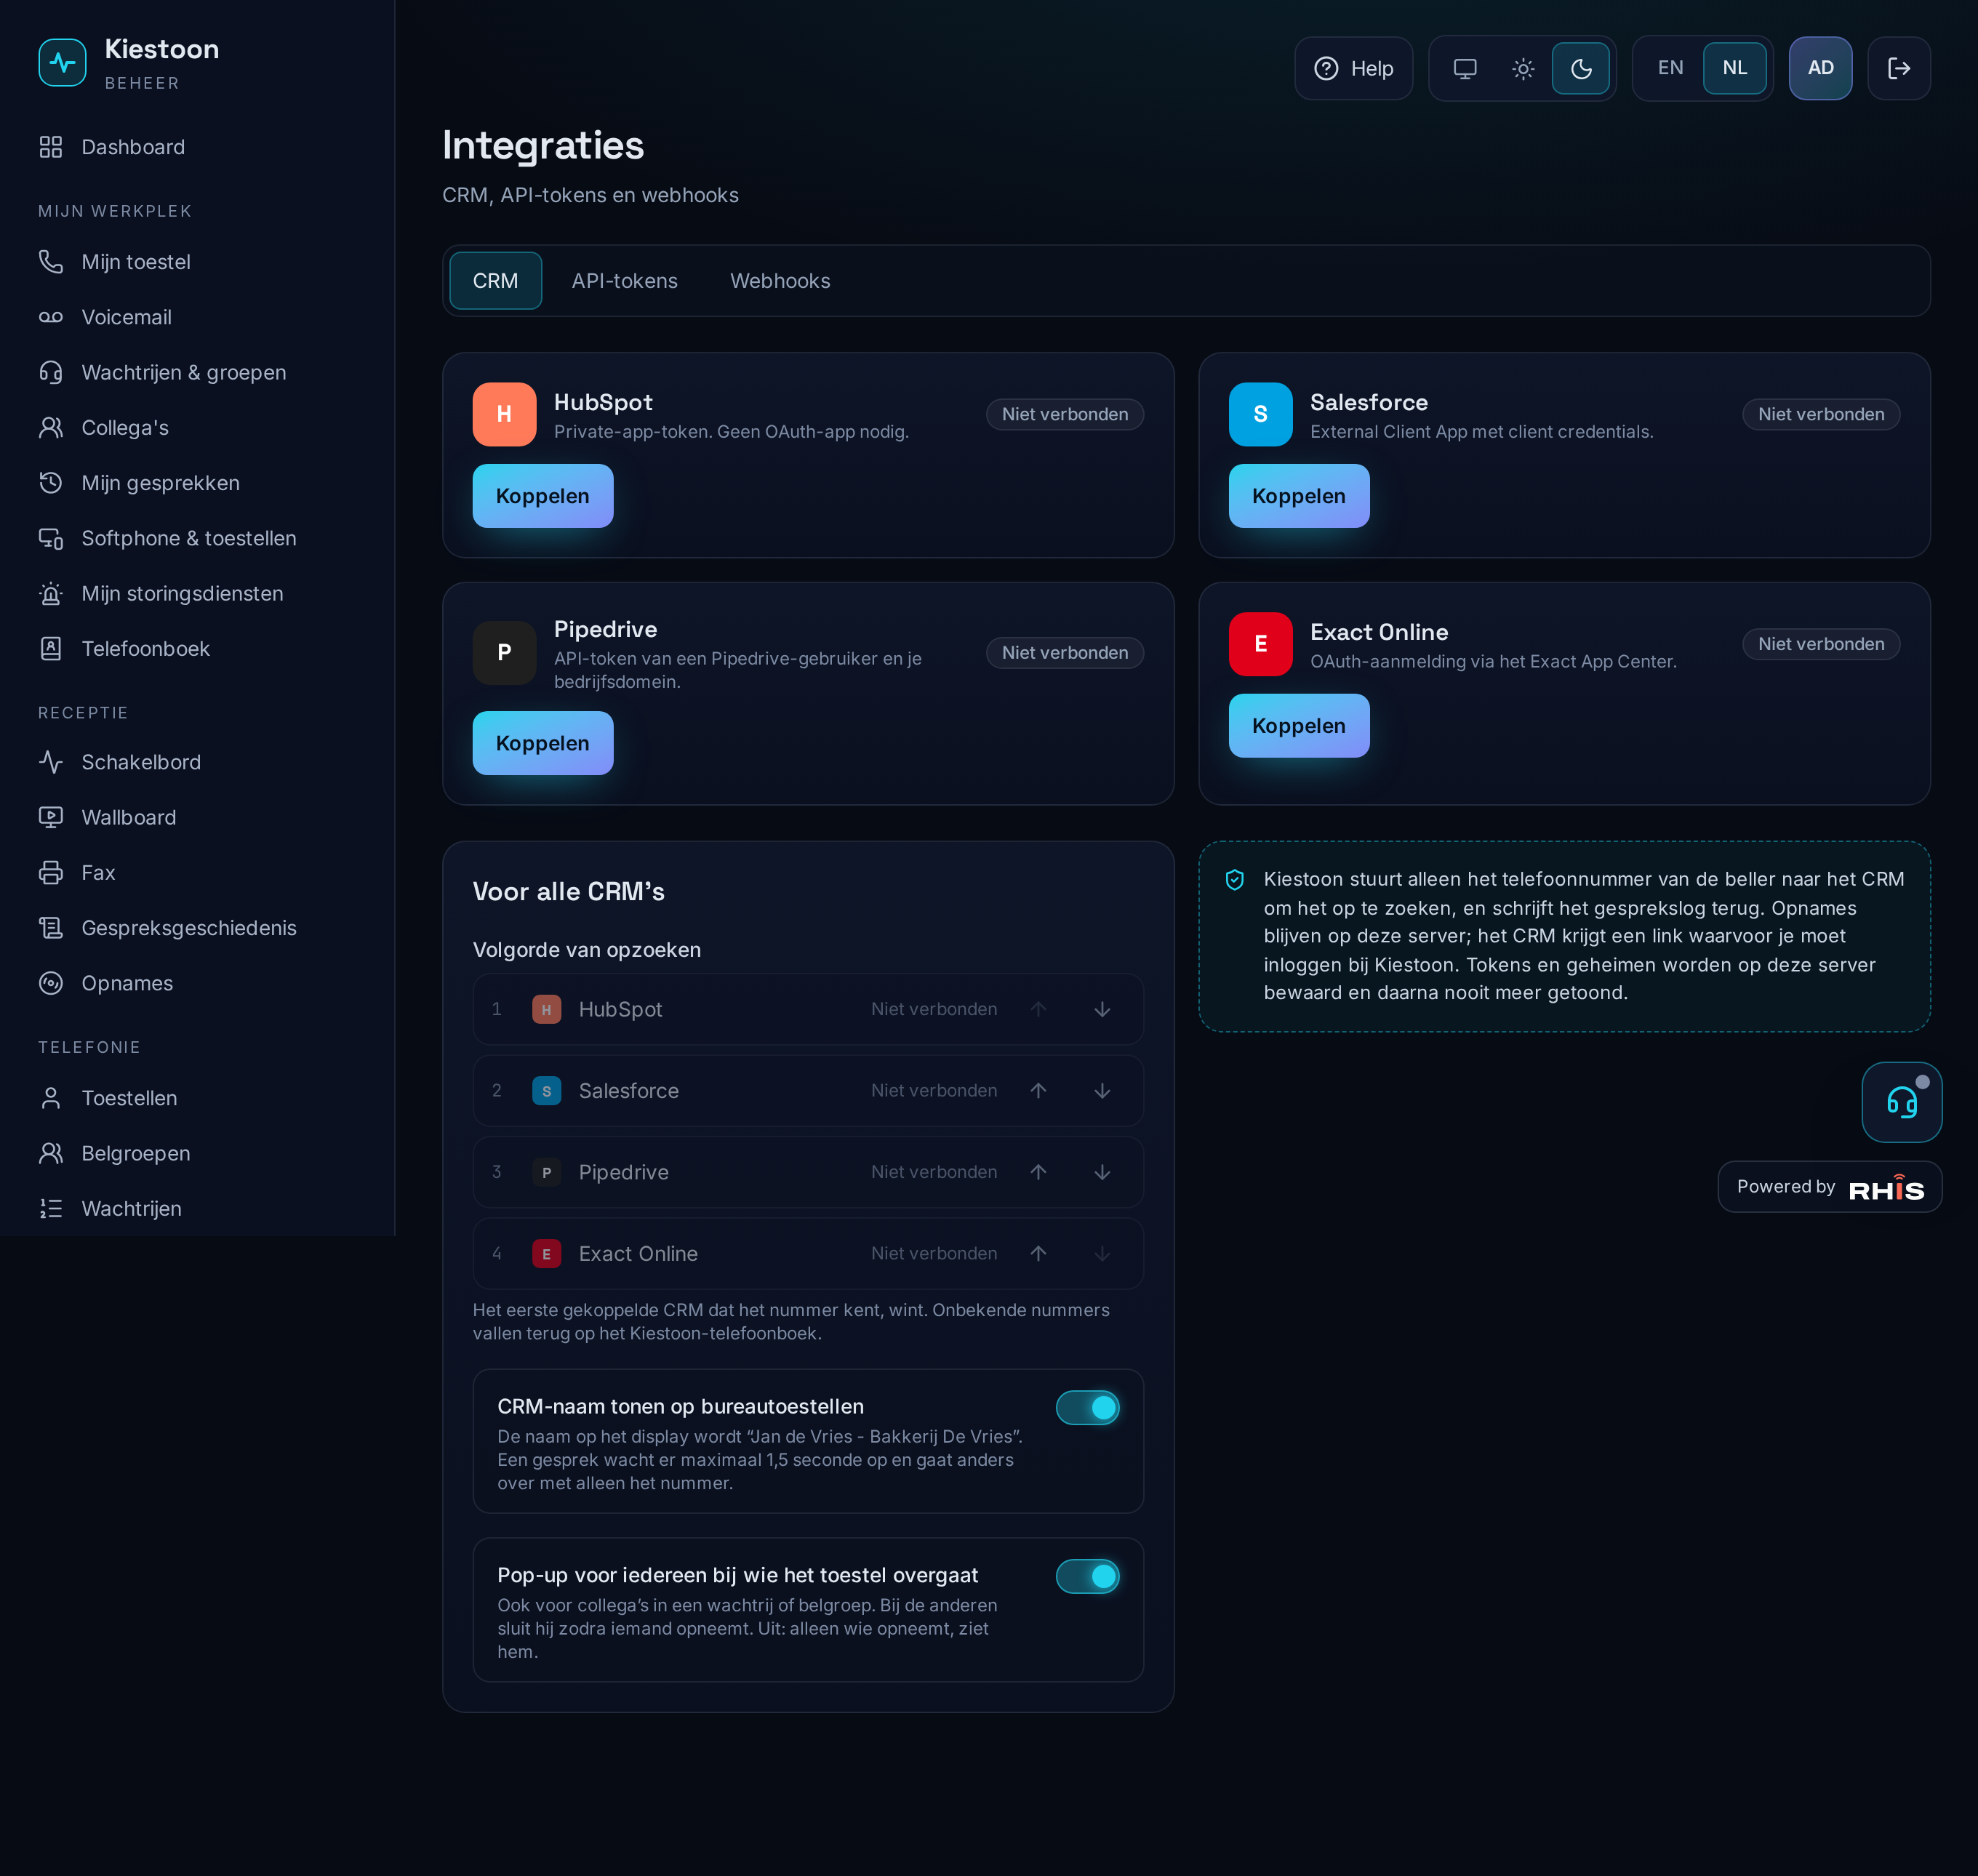 Kiestoon
BEHEER
Dashboard
MIJN WERKPLEK
Mijn toestel
Voicemail
Wachtrijen & groepen
Collega's
Mijn gesprekken
Softphone & toestellen
Mijn storingsdiensten
Telefoonboek
RECEPTIE
Schakelbord
Wallboard
Fax
Gespreksgeschiedenis
Opnames
TELEFONIE
Toestellen
Belgroepen
Wachtrijen
Help
EN
NL
AD
Integraties
CRM, API-tokens en webhooks
CRM
API-tokens
Webhooks
H
HubSpot
Private-app-token. Geen OAuth-app nodig.
Niet verbonden
Koppelen
S
Salesforce
External Client App met client credentials.
Niet verbonden
Koppelen
P
Pipedrive
API-token van een Pipedrive-gebruiker en je
bedrijfsdomein.
Niet verbonden
Koppelen
E
Exact Online
OAuth-aanmelding via het Exact App Center.
Niet verbonden
Koppelen
Voor alle CRM's
Volgorde van opzoeken
1 H HubSpot Niet verbonden
2 S Salesforce Niet verbonden
3 P Pipedrive Niet verbonden
4 E Exact Online Niet verbonden
Het eerste gekoppelde CRM dat het nummer kent, wint. Onbekende nummers
vallen terug op het Kiestoon-telefoonboek.
CRM-naam tonen op bureautoestellen
De naam op het display wordt “Jan de Vries - Bakkerij De Vries”.
Een gesprek wacht er maximaal 1,5 seconde op en gaat anders
over met alleen het nummer.
Pop-up voor iedereen bij wie het toestel overgaat
Ook voor collega’s in een wachtrij of belgroep. Bij de anderen
sluit hij zodra iemand opneemt. Uit: alleen wie opneemt, ziet
hem.
Kiestoon stuurt alleen het telefoonnummer van de beller naar het CRM
om het op te zoeken, en schrijft het gesprekslog terug. Opnames
blijven op deze server; het CRM krijgt een link waarvoor je moet
inloggen bij Kiestoon. Tokens en geheimen worden op deze server
bewaard en daarna nooit meer getoond.
Powered by RHIS